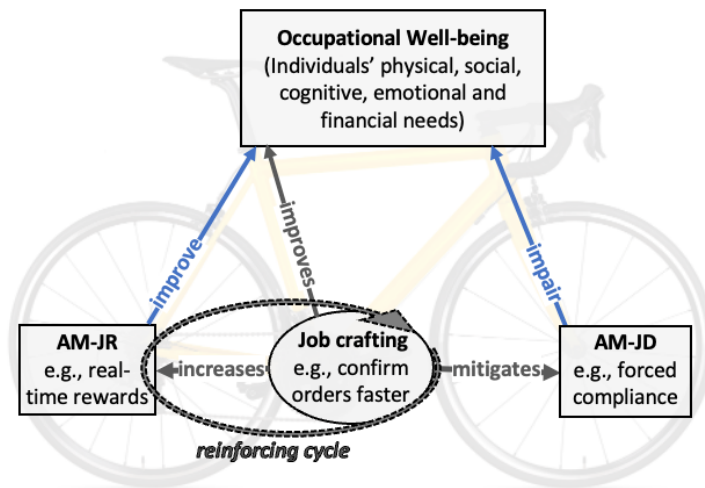 Occupational Well-being
(Individuals' physical, social,
cognitive, emotional and
financial needs)
improve
improves
impair
AM-JR
e.g., real-
time rewards
increases
Job crafting
e.g., confirm
orders faster
mitigates
AM-JD
e.g., forced
compliance
reinforcing cycle